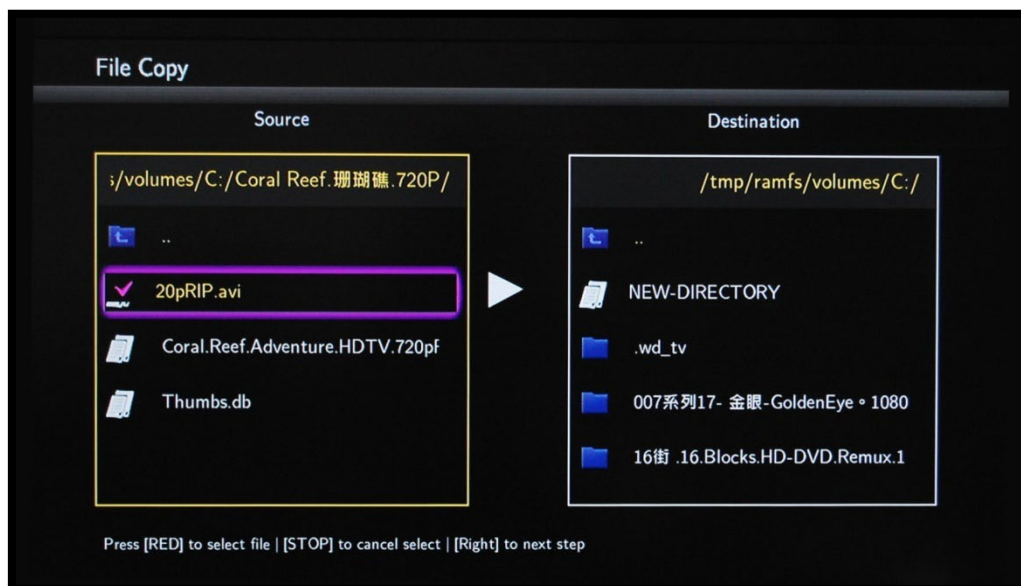 File Copy
Source
Destination
s/volumes/C:/Coral Reef.珊瑚礁.720P/
/tmp/ramfs/volumes/C:/
..
..
20pRIP.avi
NEW-DIRECTORY
Coral.Reef.Adventure.HDTV.720pF
.wd_tv
Thumbs.db
007系列17- 金眼-GoldenEye。1080
16街 .16.Blocks.HD-DVD.Remux.1
Press [RED] to select file | [STOP] to cancel select | [Right] to next step